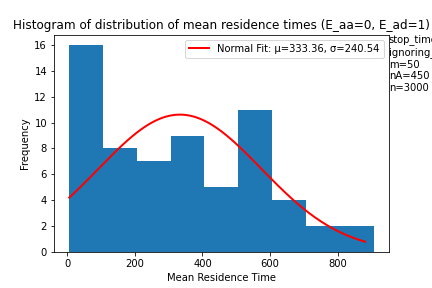 Histogram of distribution of mean residence times (E_aa=0, E_ad=1)
Normal Fit: μ=333.36, σ=240.54
m=50
nA=450
n=3000
Frequency
16
14
12
10
8
6
4
2
0
0 200 400 600 800
Mean Residence Time